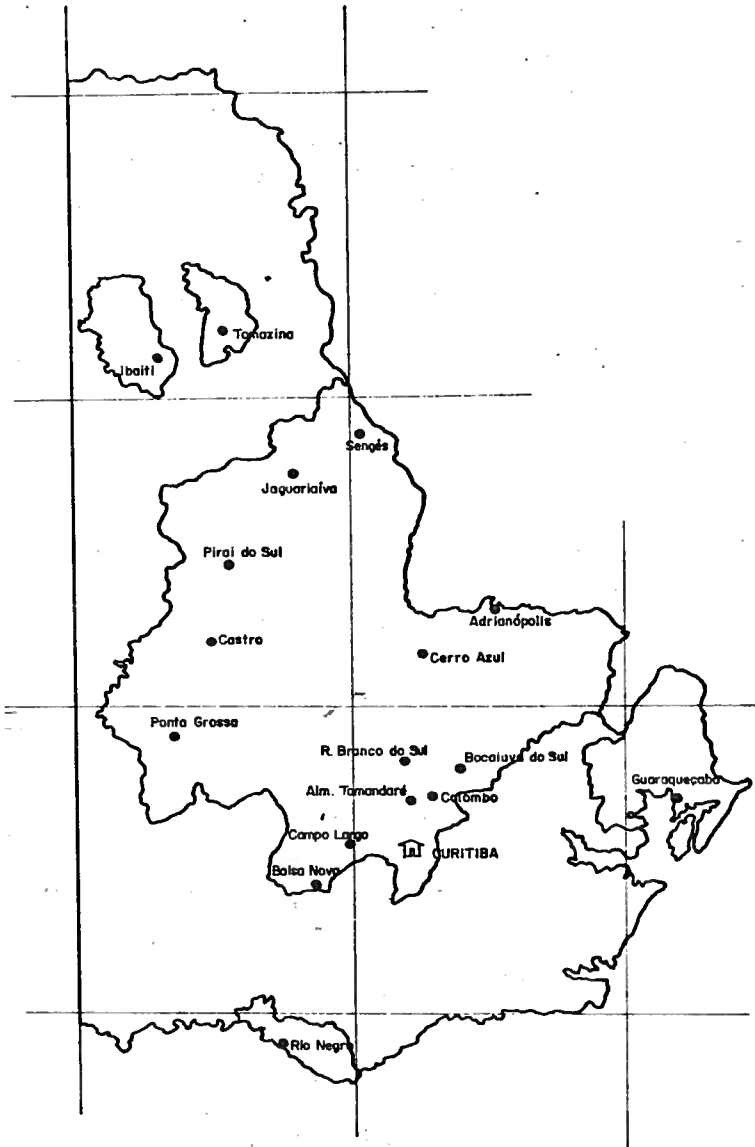 Tomazina
Ibaiti
Sengés
Jaguariaíva
Pirai do Sul
Adrianópolis
Castro
Cerro Azul
Ponta Grossa
R. Branco do Sul
Bocaiuva do Sul
Guaraqueçaba
Alm. Tamandaré
Colombo
Campo Largo
CURITIBA
Balsa Nova
Rio Negro